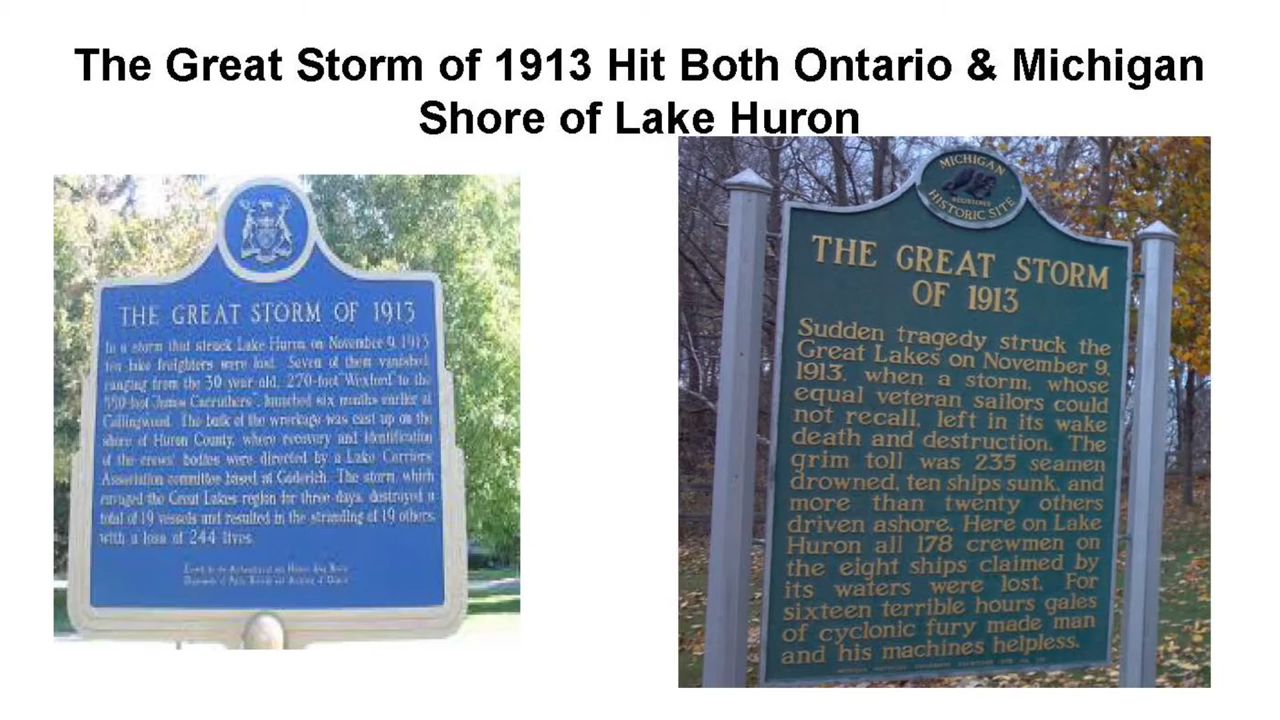 The Great Storm of 1913 Hit Both Ontario & Michigan
Shore of Lake Huron
THE GREAT STORM OF 1913
In a storm that struck Lake Huron on November 9, 1913
ten lake freighters were lost. Seven of them vanished,
ranging from the 30 year old, 270-foot Wexford to the
550-foot "James Carruthers", launched six months earlier at
Collingwood. The bulk of the wreckage was cast up on the
shore of Huron County, where recovery and identification
of the crews' bodies were directed by a Lake Carriers'
Association committee based at Goderich. The storm, which
ravaged the Great Lakes region for three days, destroyed a
total of 19 vessels and resulted in the stranding of 19 others,
with a loss of 244 lives.
MICHIGAN
REGISTERED
HISTORIC SITE
THE GREAT STORM
OF 1913
Sudden tragedy struck the
Great Lakes on November 9,
1913, when a storm, whose
equal veteran sailors could
not recall, left in its wake
death and destruction. The
grim toll was 235 seamen
drowned, ten ships sunk, and
more than twenty others
driven ashore. Here on Lake
Huron all 178 crewmen on
the eight ships claimed by
its waters were lost. For
sixteen terrible hours gales
of cyclonic fury made man
and his machines helpless.